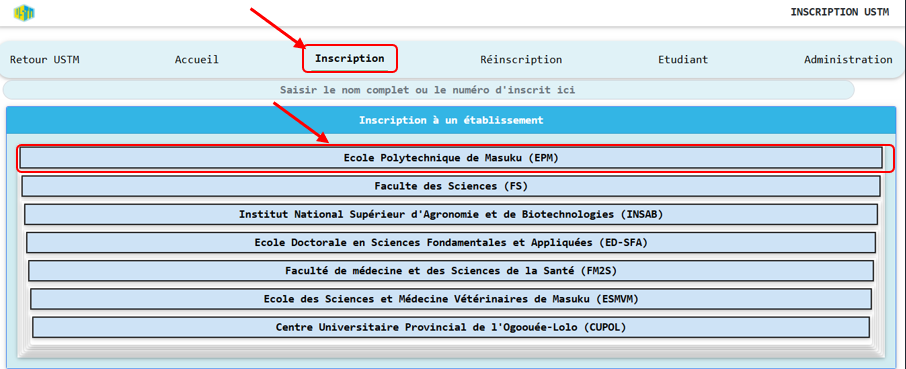 USTM
INSCRIPTION USTM
Retour USTM
Accueil
Inscription
Réinscription
Etudiant
Administration
Saisir le nom complet ou le numéro d'inscrit ici
Inscription à un établissement
Ecole Polytechnique de Masuku (EPM)
Faculte des Sciences (FS)
Institut National Supérieur d'Agronomie et de Biotechnologies (INSAB)
Ecole Doctorale en Sciences Fondamentales et Appliquées (ED-SFA)
Faculté de médecine et des Sciences de la Santé (FM2S)
Ecole des Sciences et Médecine Vétérinaires de Masuku (ESMVM)
Centre Universitaire Provincial de l'Ogoouée-Lolo (CUPOL)